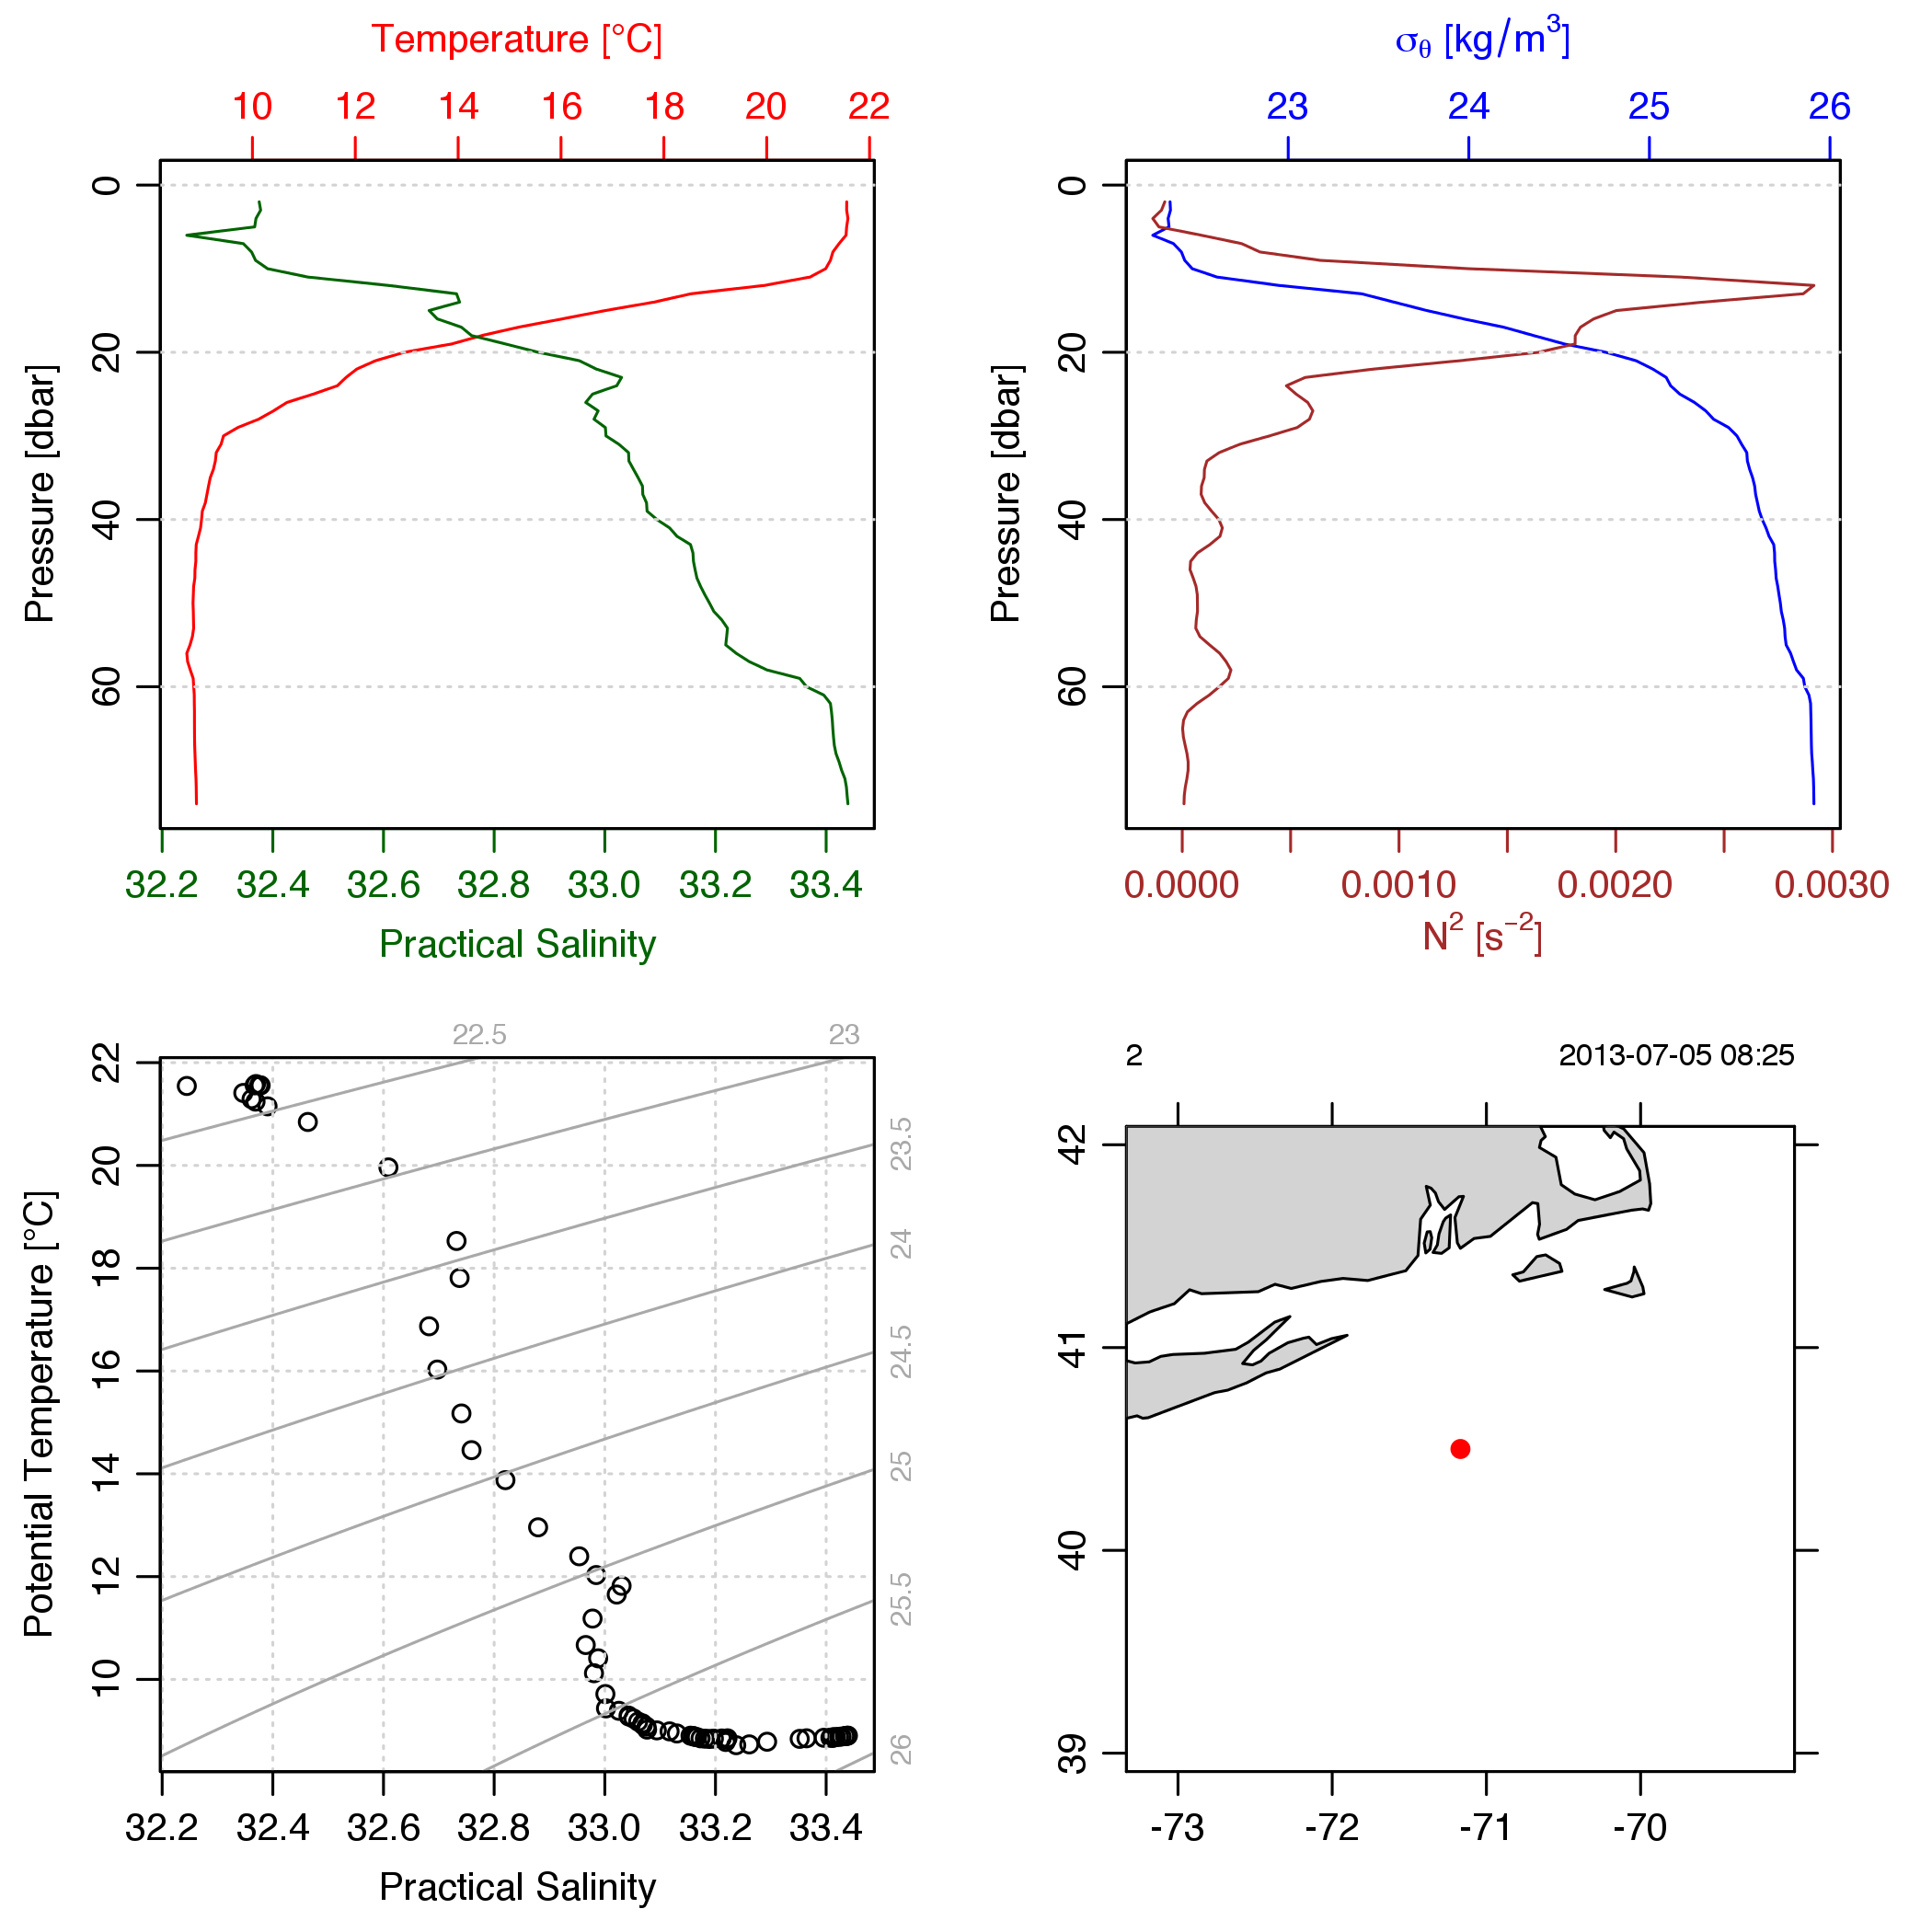 Temperature [°C]
10 12 14 16 18 20 22
0
20
40
60
Pressure [dbar]
32.2 32.4 32.6 32.8 33.0 33.2 33.4
Practical Salinity
σθ [kg/m³]
23 24 25 26
0
20
40
60
Pressure [dbar]
0.0000 0.0010 0.0020 0.0030
N² [s⁻²]
22.5 23
23.5
24
24.5
25
25.5
26
22
20
18
16
14
12
10
Potential Temperature [°C]
32.2 32.4 32.6 32.8 33.0 33.2 33.4
Practical Salinity
2 2013-07-05 08:25
42
41
40
39
-73 -72 -71 -70